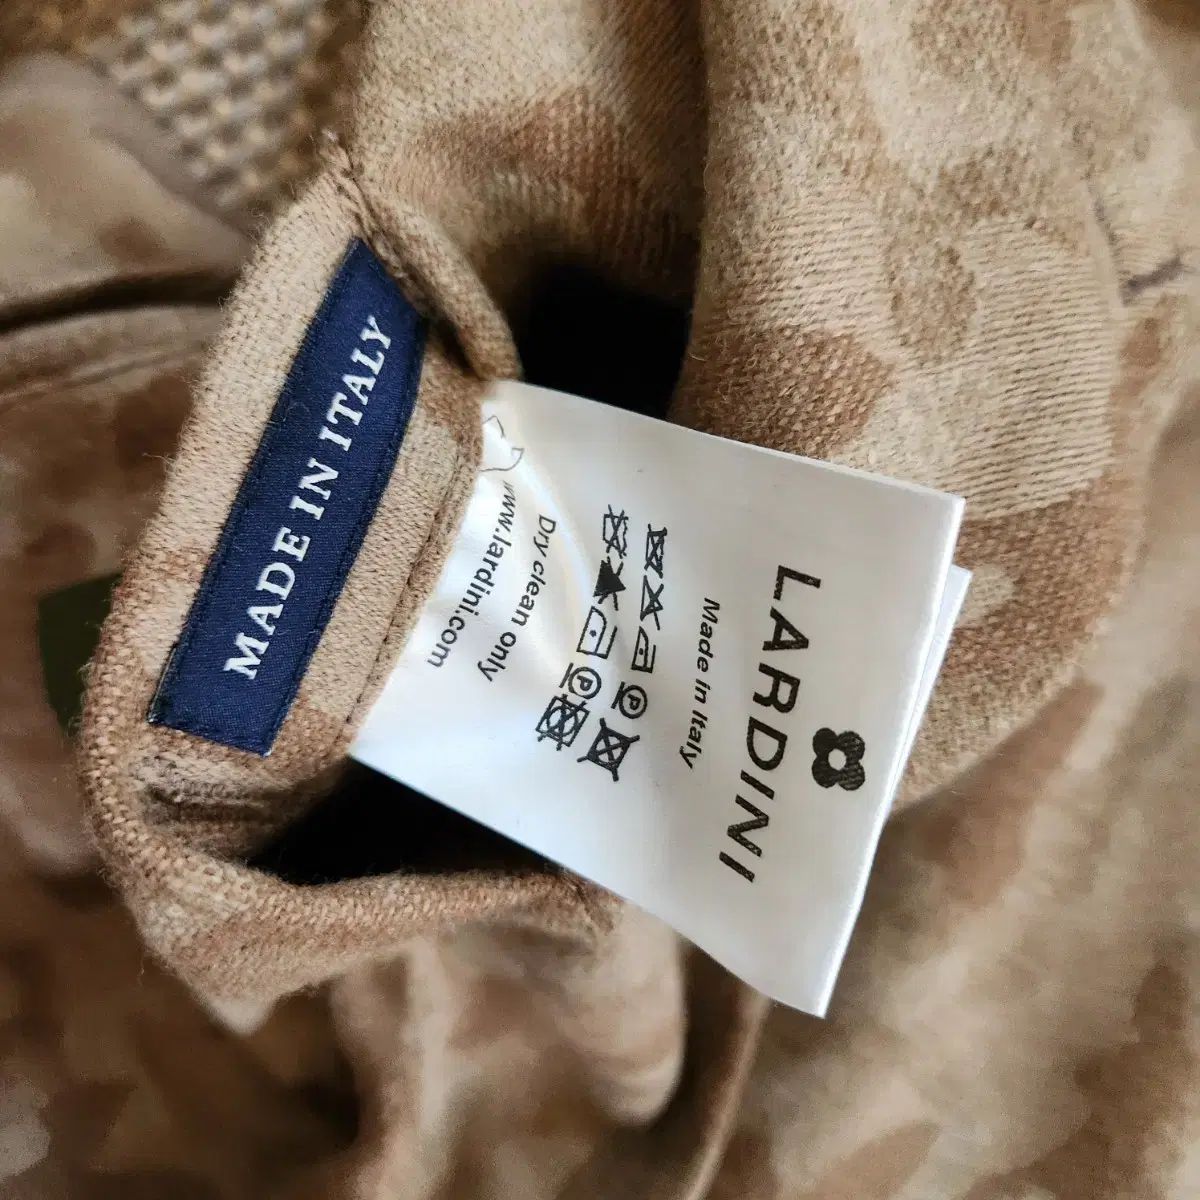 MADE IN ITALY
LARDINI
Made in Italy
Dry clean only
www.lardini.com